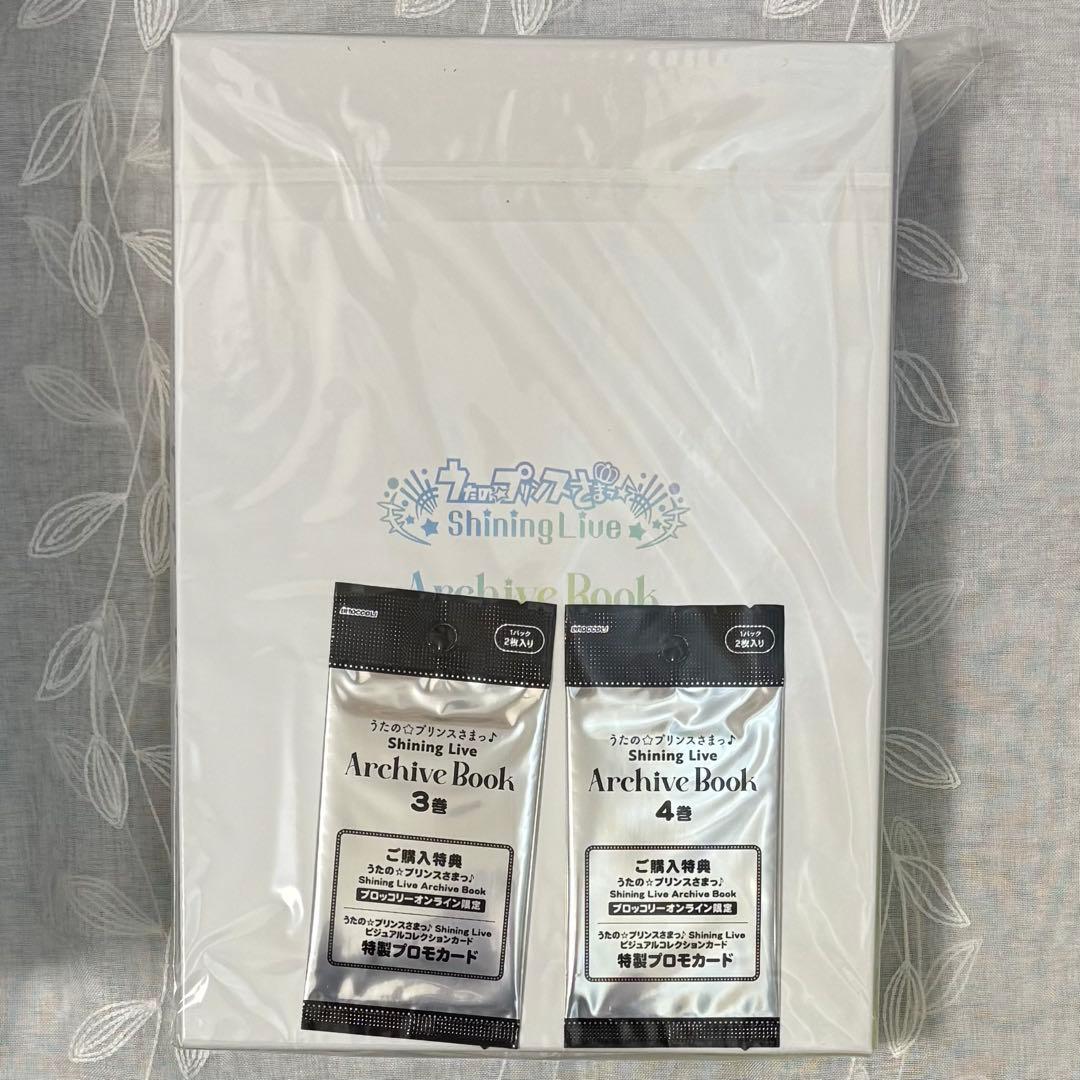 うたの☆プリンスさまっ♪
Shining Live
Archive Book
BROCCOLI
1パック
2枚入り
うたの☆プリンスさまっ♪
Shining Live
Archive Book
3巻
ご購入特典
うたの☆プリンスさまっ♪
Shining Live Archive Book
ブロッコリーオンライン限定
うたの☆プリンスさまっ♪ Shining Live
ビジュアルコレクションカード
特製プロモカード
BROCCOLI
1パック
2枚入り
うたの☆プリンスさまっ♪
Shining Live
Archive Book
4巻
ご購入特典
うたの☆プリンスさまっ♪
Shining Live Archive Book
ブロッコリーオンライン限定
うたの☆プリンスさまっ♪ Shining Live
ビジュアルコレクションカード
特製プロモカード